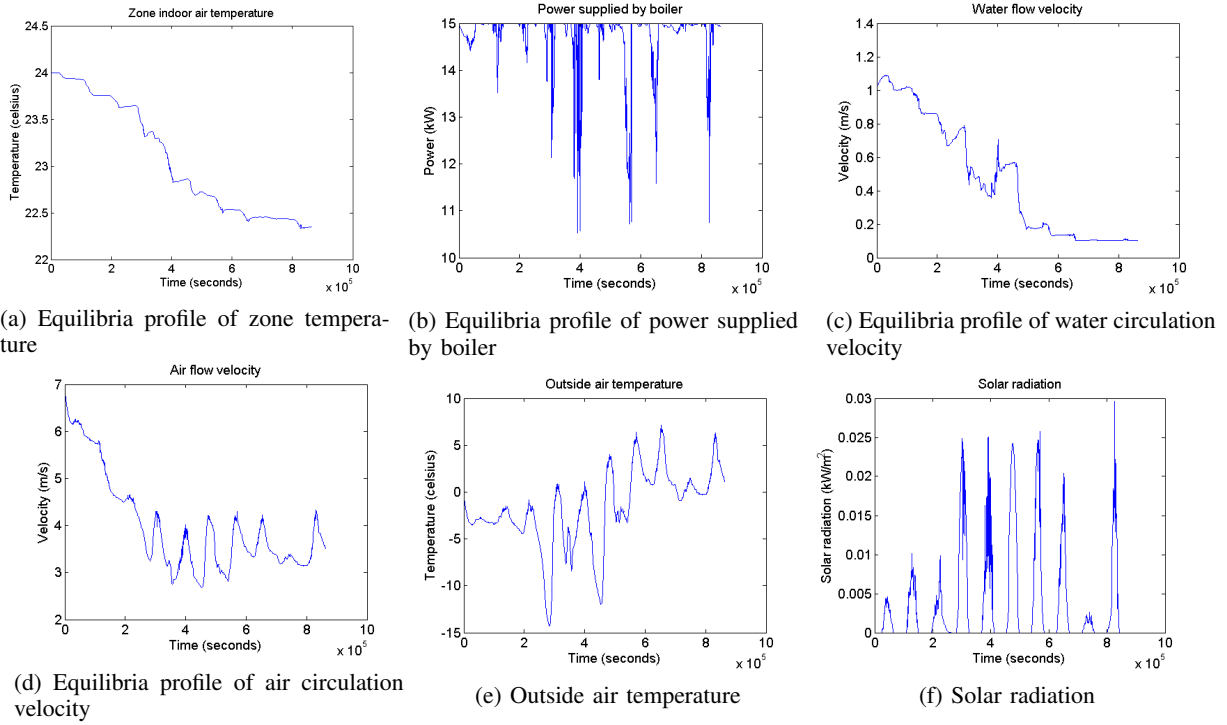 Zone indoor air temperature
24.5
24
23.5
23
22.5
22
Temperature (celsius)
0 2 4 6 8 10
Time (seconds)
x 10^5
(a) Equilibria profile of zone tempera-
ture
Power supplied by boiler
15
14
13
12
11
10
Power (kW)
0 2 4 6 8 10
Time (seconds)
x 10^5
(b) Equilibria profile of power supplied
by boiler
Water flow velocity
1.4
1.2
1
0.8
0.6
0.4
0.2
0
Velocity (m/s)
0 2 4 6 8 10
Time (seconds)
x 10^5
(c) Equilibria profile of water circulation
velocity
Air flow velocity
7
6
5
4
3
2
Velocity (m/s)
0 2 4 6 8 10
Time (seconds)
x 10^5
(d) Equilibria profile of air circulation
velocity
Outside air temperature
10
5
0
-5
-10
-15
Temperature (celsius)
0 2 4 6 8 10
Time (seconds)
x 10^5
(e) Outside air temperature
Solar radiation
0.03
0.025
0.02
0.015
0.01
0.005
0
Solar radiation (kW/m^2)
0 2 4 6 8 10
Time (seconds)
x 10^5
(f) Solar radiation